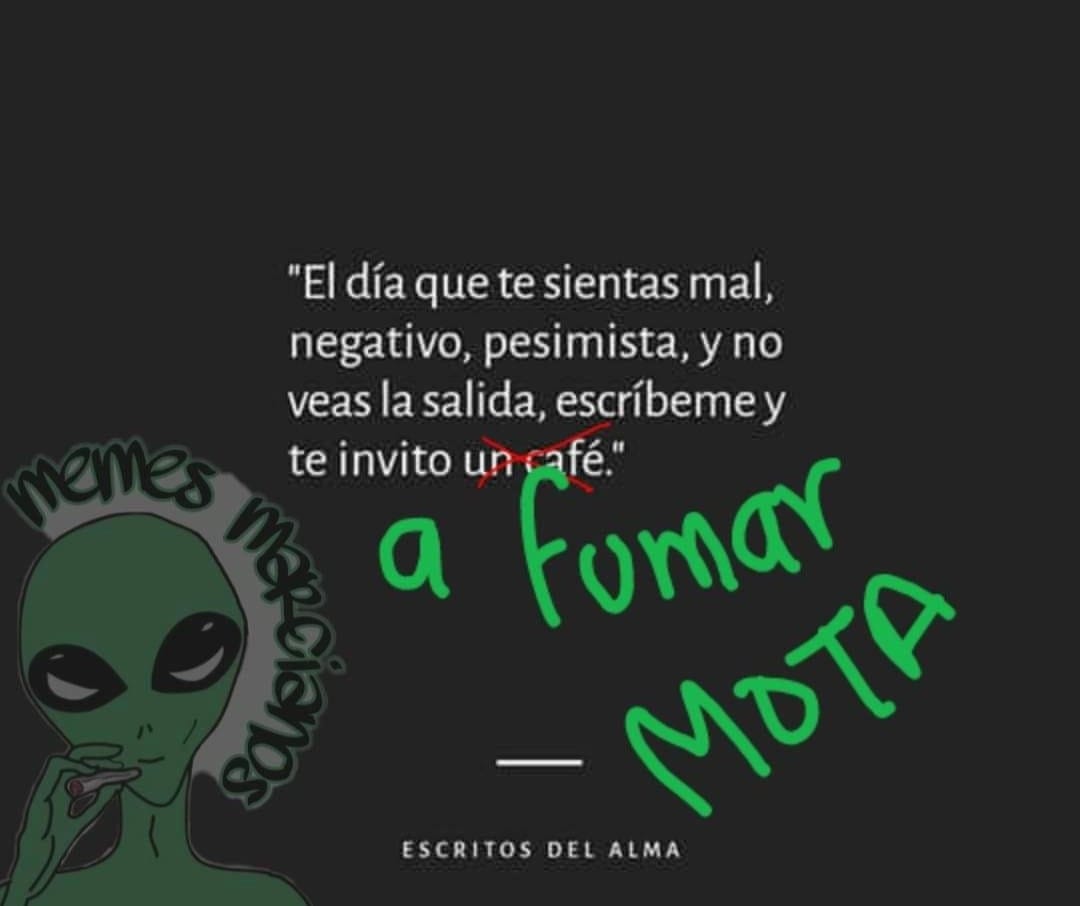 "El día que te sientas mal,
negativo, pesimista, y no
veas la salida, escríbeme y
te invito un café."
a fumar
MOTA
memes marcianos
ESCRITOS DEL ALMA